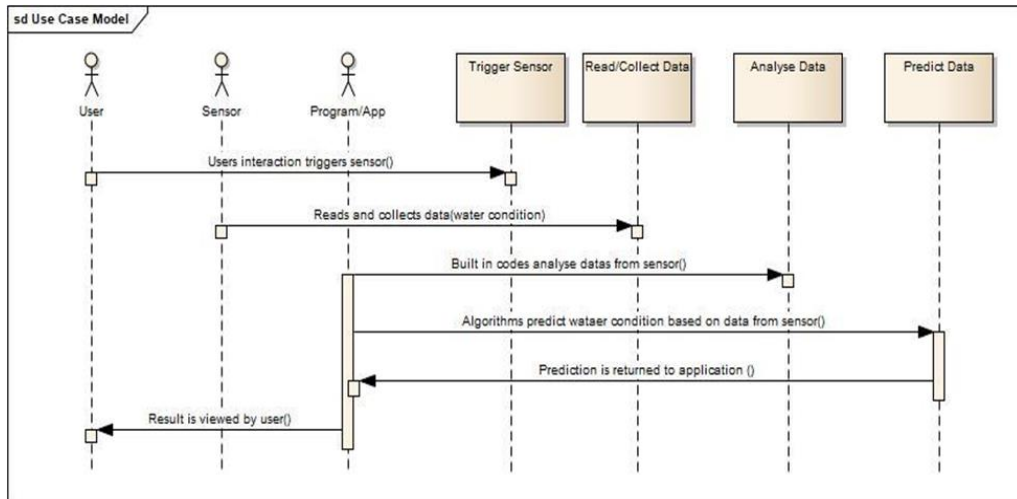 sd Use Case Model
User
Sensor
Program/App
Trigger Sensor
Read/Collect Data
Analyse Data
Predict Data
Users interaction triggers sensor()
Reads and collects data(water condition)
Built in codes analyse datas from sensor()
Algorithms predict wataer condition based on data from sensor()
Prediction is returned to application ()
Result is viewed by user()